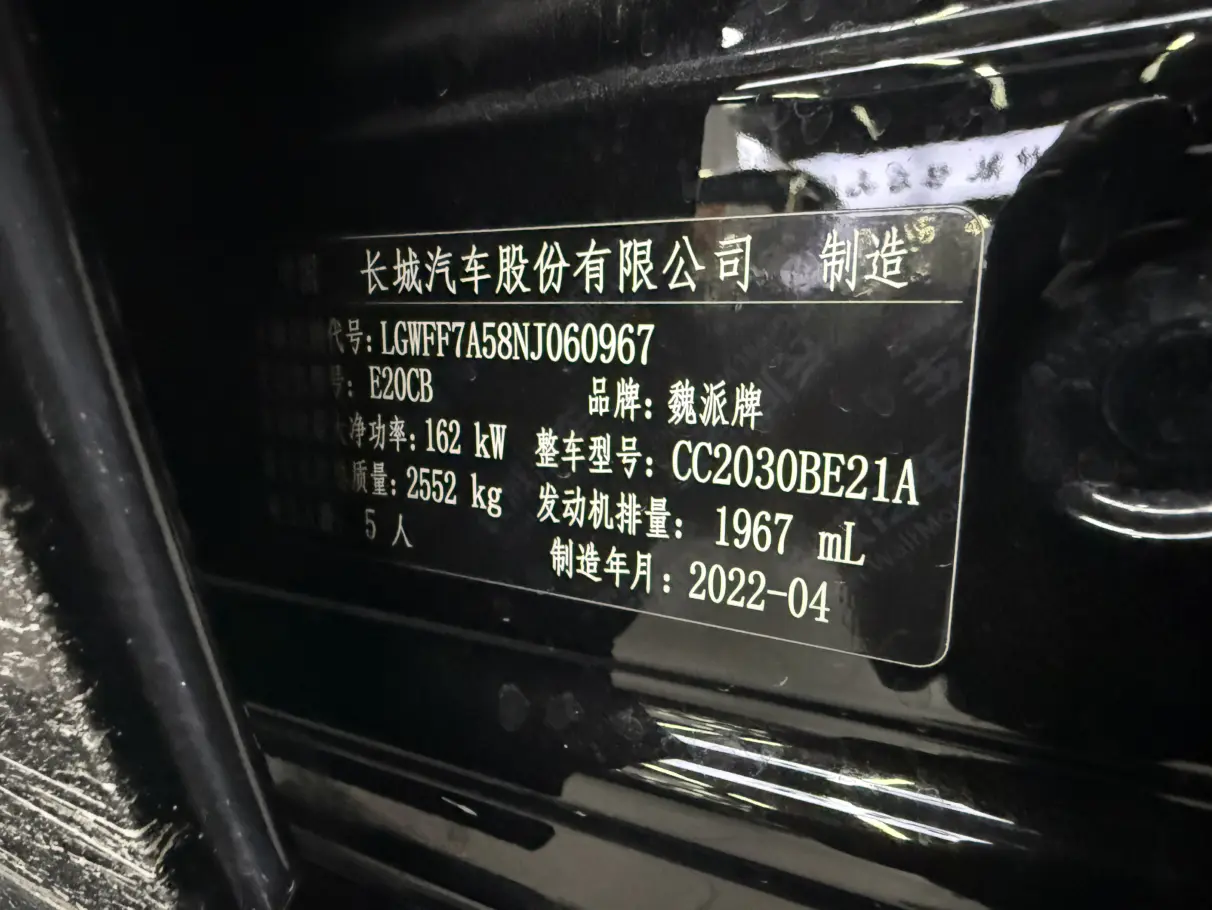 长城汽车股份有限公司 制造
代号: LGWFF7A58NJ060967
号: E20CB 品牌: 魏派牌
净功率: 162 kW 整车型号: CC2030BE21A
质量: 2552 kg 发动机排量: 1967 mL
5 人 制造年月: 2022-04